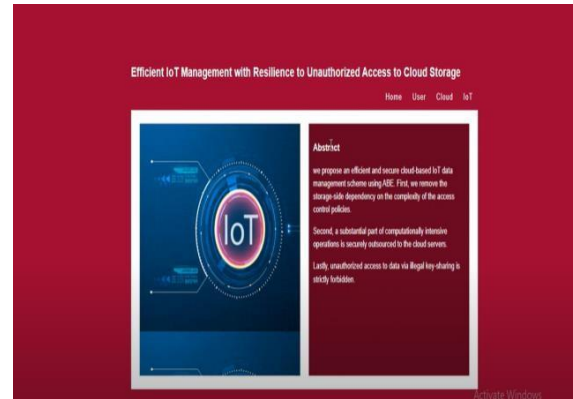 Efficient IoT Management with Resilience to Unauthorized Access to Cloud Storage
Home User Cloud IoT
IoT
Abstract
we propose an efficient and secure cloud-based IoT data
management scheme using ABE. First, we remove the
storage-side dependency on the complexity of the access
control policies.
Second, a substantial part of computationally intensive
operations is securely outsourced to the cloud servers.
Lastly, unauthorized access to data via illegal key-sharing is
strictly forbidden.
Activate Windows